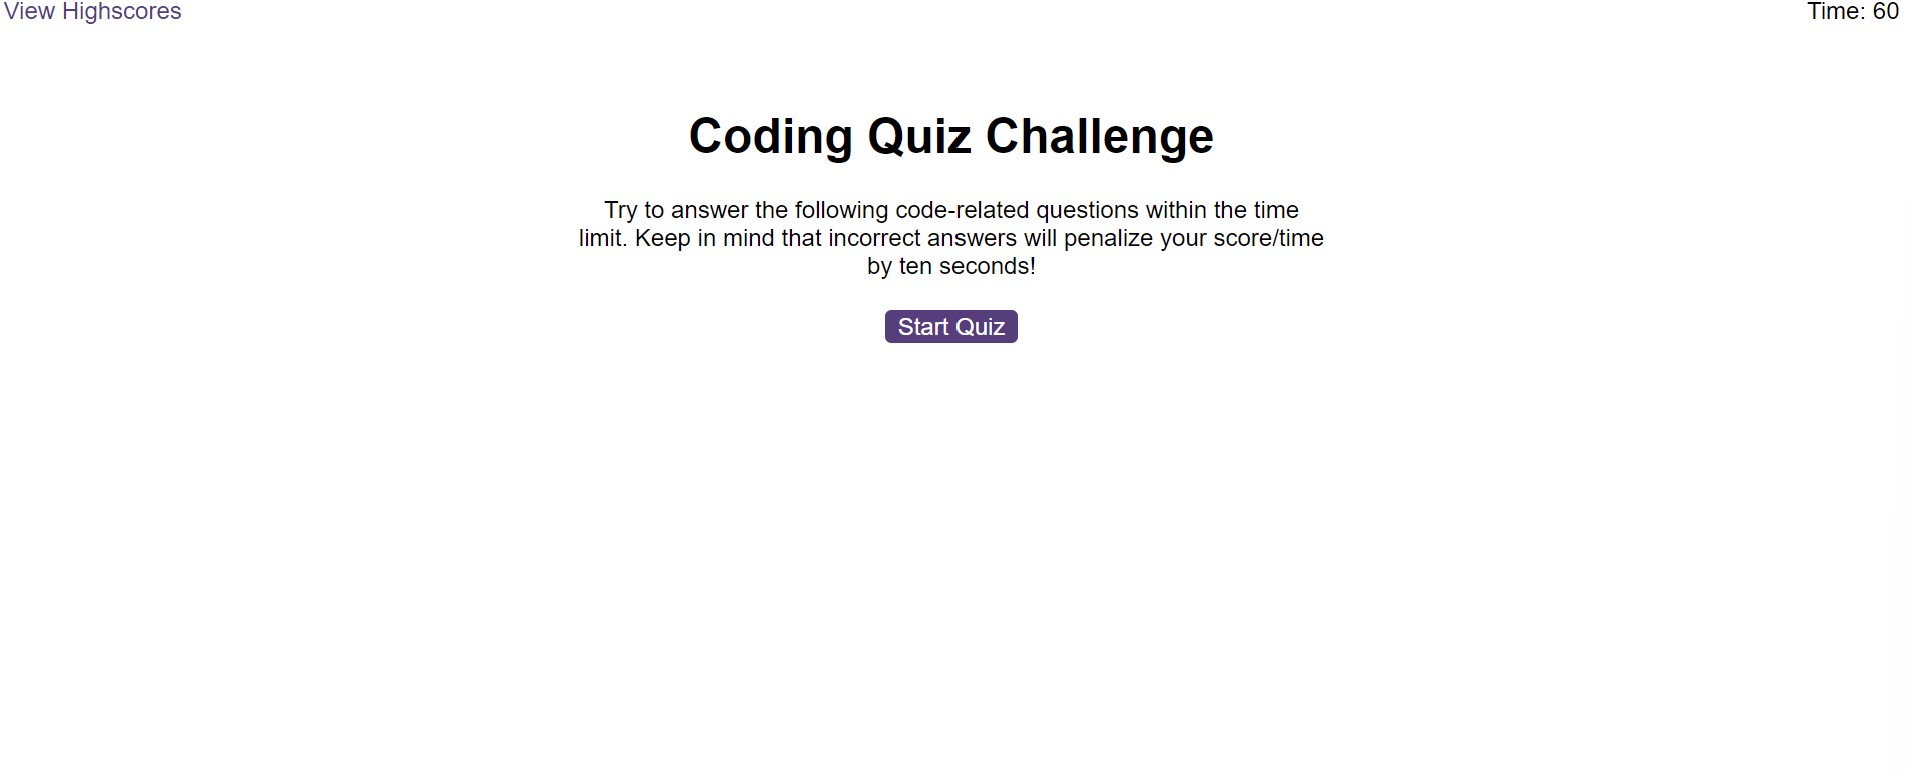 View Highscores
Time: 60
Coding Quiz Challenge
Try to answer the following code-related questions within the time
limit. Keep in mind that incorrect answers will penalize your score/time
by ten seconds!
Start Quiz